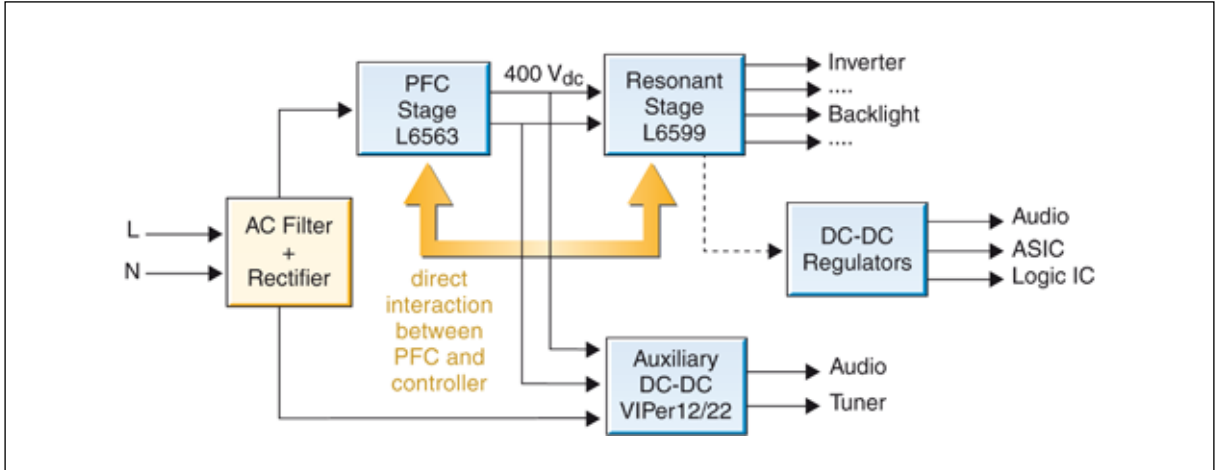 400 Vdc
PFC
Stage
L6563
Resonant
Stage
L6599
Inverter
....
Backlight
....
L
N
AC Filter
+
Rectifier
direct
interaction
between
PFC and
controller
DC-DC
Regulators
Audio
ASIC
Logic IC
Auxiliary
DC-DC
VIPer12/22
Audio
Tuner